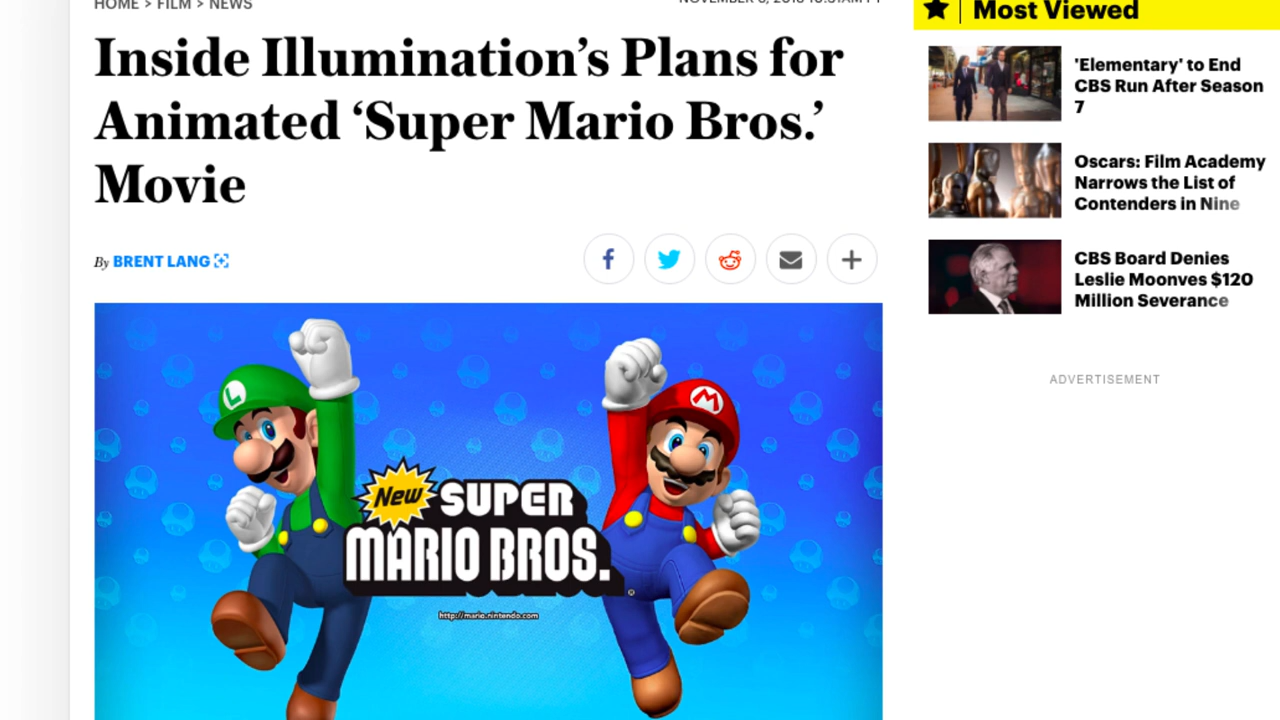 HOME > FILM > NEWS
Most Viewed
Inside Illumination’s Plans for
Animated ‘Super Mario Bros.’
Movie
By BRENT LANG
'Elementary' to End
CBS Run After Season
7
Oscars: Film Academy
Narrows the List of
Contenders in Nine
CBS Board Denies
Leslie Moonves $120
Million Severance
ADVERTISEMENT
L
M
New SUPER
MARIO BROS.
http://mario.nintendo.com